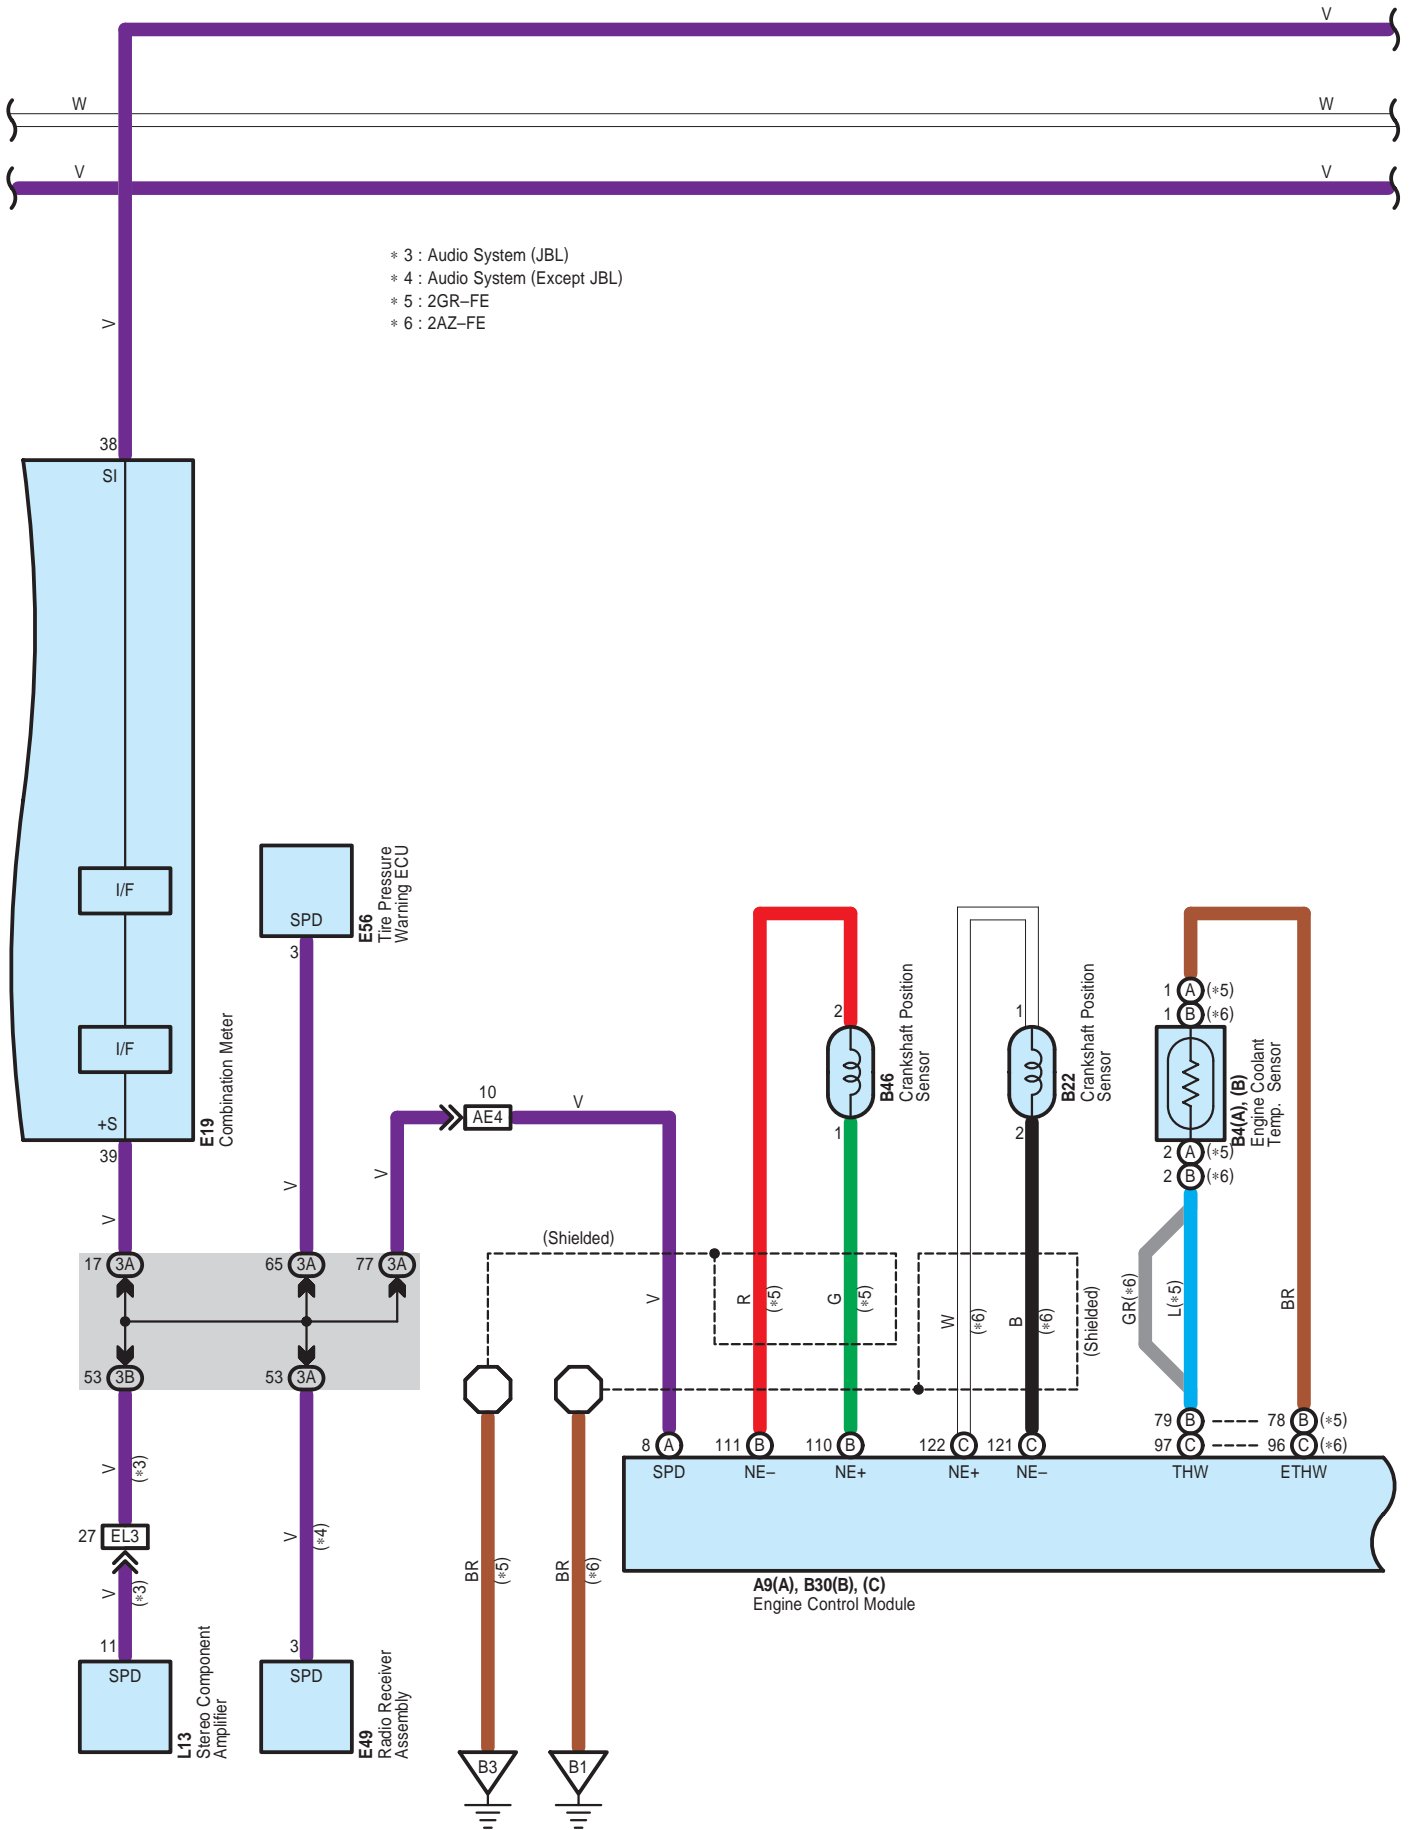 V
W
W
V
V
∗ 3 : Audio System (JBL)
∗ 4 : Audio System (Except JBL)
∗ 5 : 2GR–FE
∗ 6 : 2AZ–FE
V
38
SI
I/F
I/F
+S
39
E19
Combination Meter
SPD
3
E56
Tire Pressure
Warning ECU
V
V
V
10
AE4
V
17
3A
65
3A
77
3A
53
3B
53
3A
V
(∗3)
27
EL3
V
(∗3)
11
SPD
L13
Stereo Component
Amplifier
V
(∗4)
3
SPD
E49
Radio Receiver
Assembly
(Shielded)
BR
(∗5)
B3
BR
(∗6)
B1
V
R
(∗5)
G
(∗5)
2
1
B46
Crankshaft Position
Sensor
W
(∗6)
B
(∗6)
(Shielded)
1
2
B22
Crankshaft Position
Sensor
1
A
(∗5)
1
B
(∗6)
B4(A), (B)
Engine Coolant
Temp. Sensor
2
A
(∗5)
2
B
(∗6)
GR(∗6)
L(∗5)
BR
79
B
78
B
(∗5)
97
C
96
C
(∗6)
8
A
111
B
110
B
122
C
121
C
SPD
NE–
NE+
NE+
NE–
THW
ETHW
A9(A), B30(B), (C)
Engine Control Module